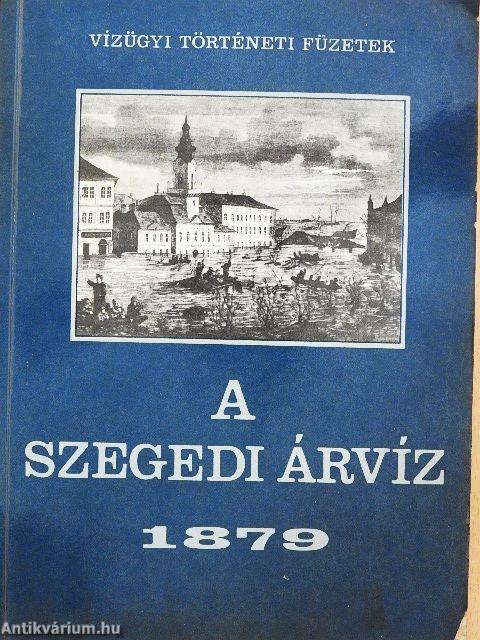 VÍZÜGYI TÖRTÉNETI FÜZETEK
A
SZEGEDI ÁRVÍZ
1879
Antikvárium.hu